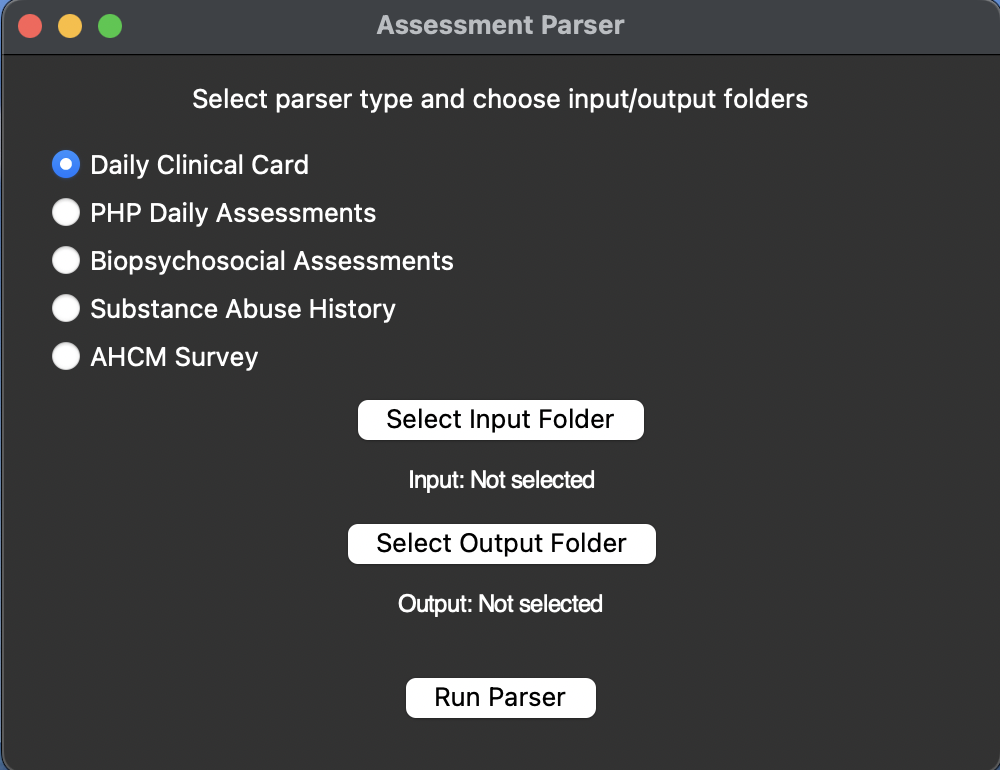 Assessment Parser
Select parser type and choose input/output folders
Daily Clinical Card
PHP Daily Assessments
Biopsychosocial Assessments
Substance Abuse History
AHCM Survey
Select Input Folder
Input: Not selected
Select Output Folder
Output: Not selected
Run Parser